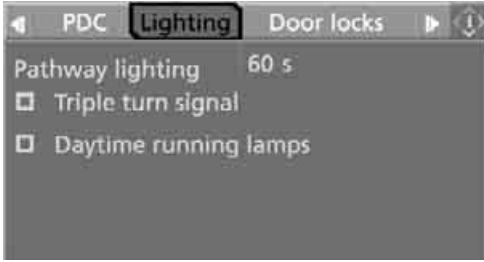 PDC Lighting Door locks
Pathway lighting 60 s
Triple turn signal
Daytime running lamps